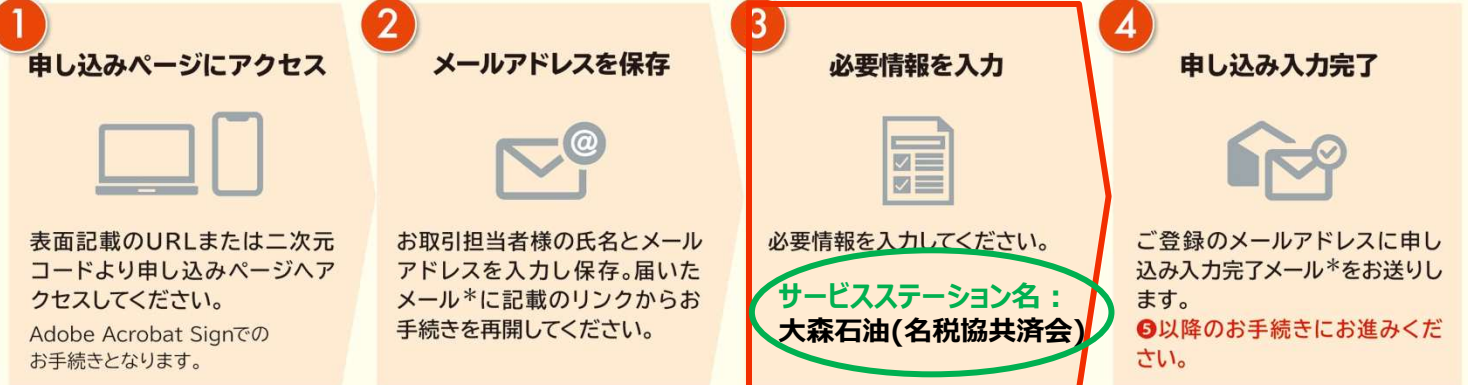 1
申し込みページにアクセス
表面記載のURLまたは二次元
コードより申し込みページへア
クセスしてください。
Adobe Acrobat Signでの
お手続きとなります。
2
メールアドレスを保存
@
お取引担当者様の氏名とメール
アドレスを入力し保存。届いた
メール＊に記載のリンクからお
手続きを再開してください。
3
必要情報を入力
必要情報を入力してください。
サービスステーション名：
大森石油(名税協共済会)
4
申し込み入力完了
ご登録のメールアドレスに申し
込み入力完了メール＊をお送りし
ます。
❺以降のお手続きにお進みくだ
さい。